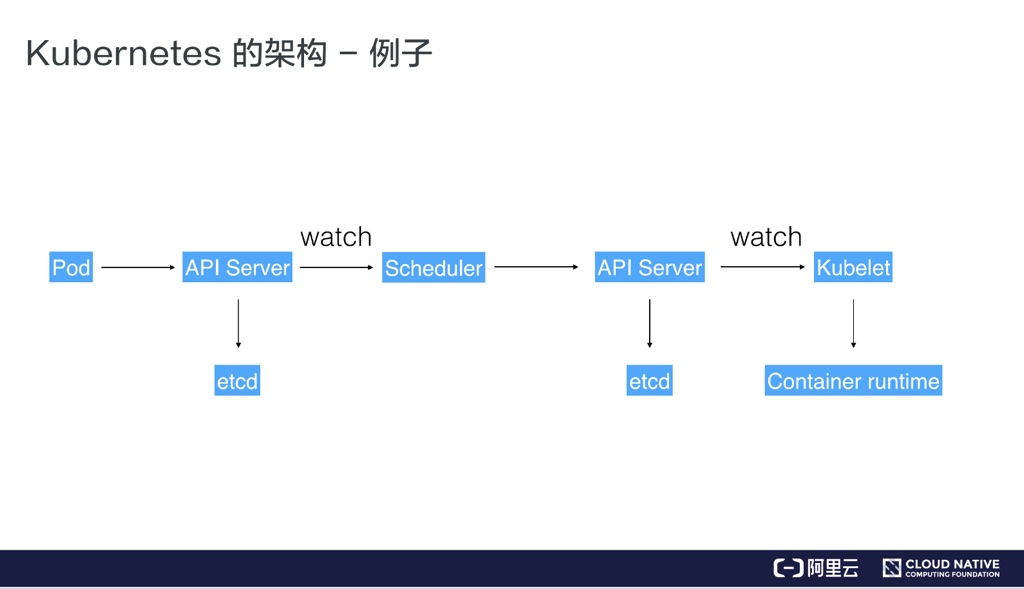 Kubernetes 的架构 – 例子
watch
watch
Pod
API Server
Scheduler
API Server
Kubelet
etcd
etcd
Container runtime
阿里云
CLOUD NATIVE
COMPUTING FOUNDATION